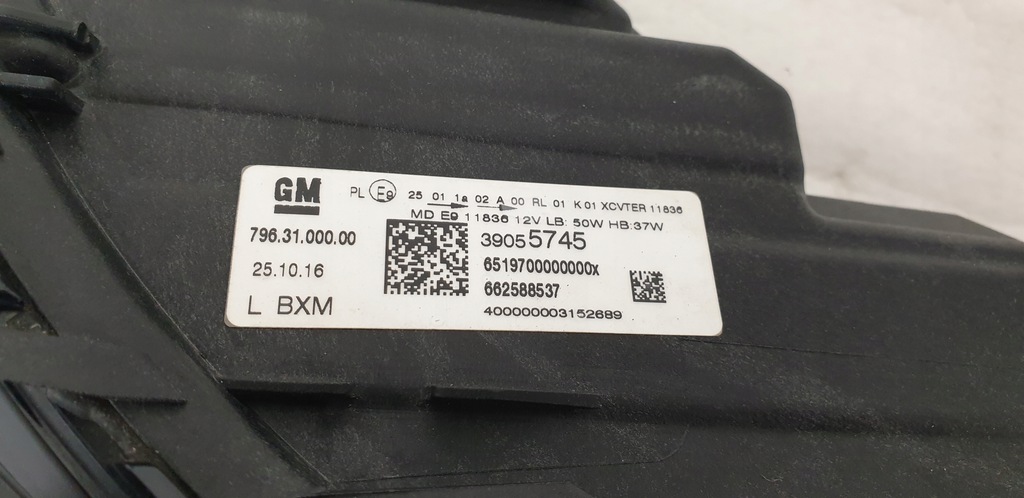 GM
PL E9 25 01 1a 02 A 00 RL 01 K 01 XCVTER 11836
MD E9 11836 12V LB: 50W HB:37W
796.31.000.00
39055745
6519700000000x
25.10.16
662588537
L BXM
400000003152689